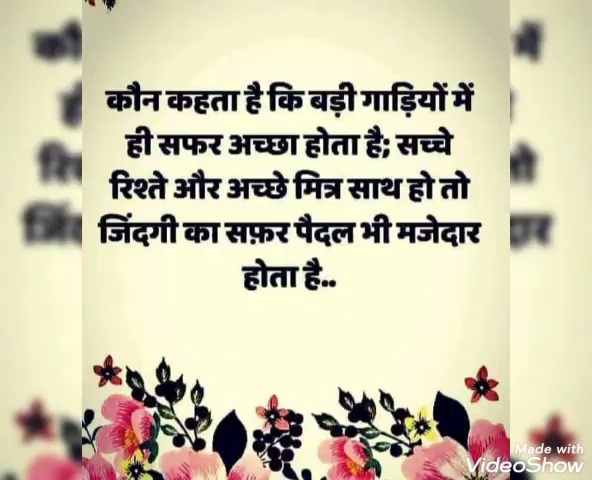 कौन कहता है कि बड़ी गाड़ियों में
ही सफर अच्छा होता है; सच्चे
रिश्ते और अच्छे मित्र साथ हो तो
जिंदगी का सफ़र पैदल भी मजेदार
होता है..
Made with
VideoShow